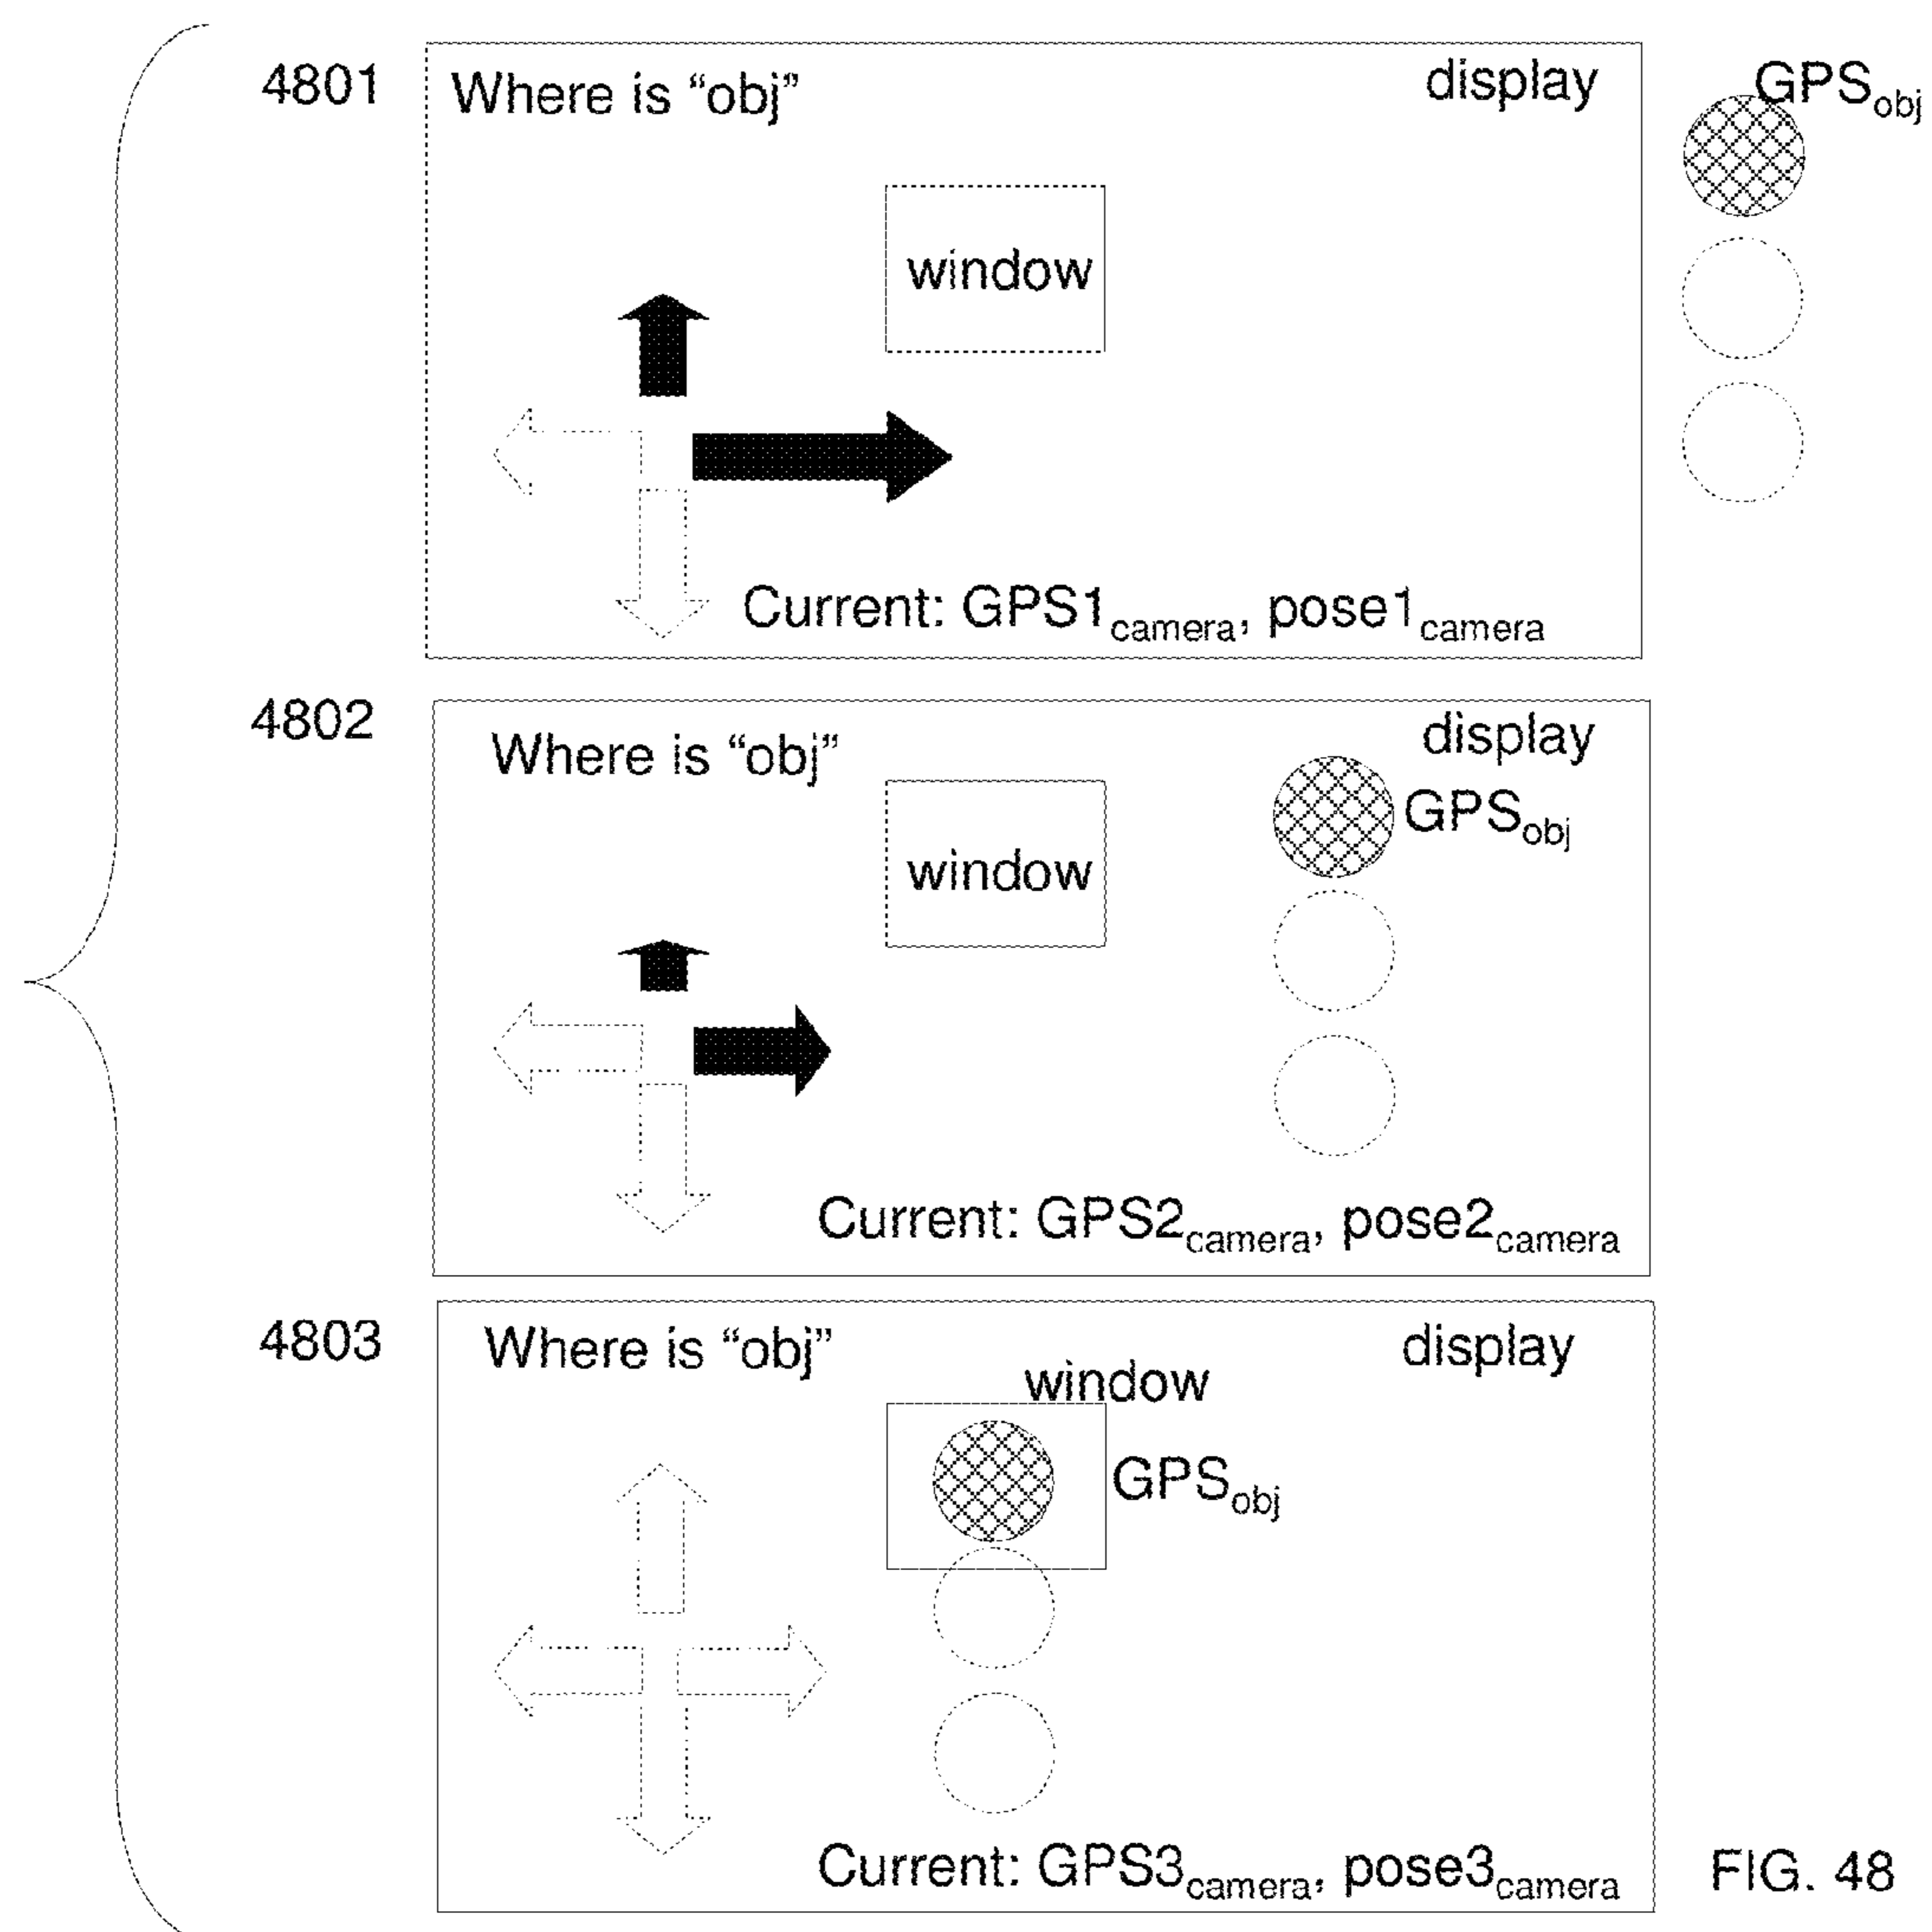 4801
Where is “obj”
display
GPSobj
window
Current: GPS1camera, pose1camera
4802
Where is “obj”
display
GPSobj
window
Current: GPS2camera, pose2camera
4803
Where is “obj”
display
window
GPSobj
Current: GPS3camera, pose3camera
FIG. 48